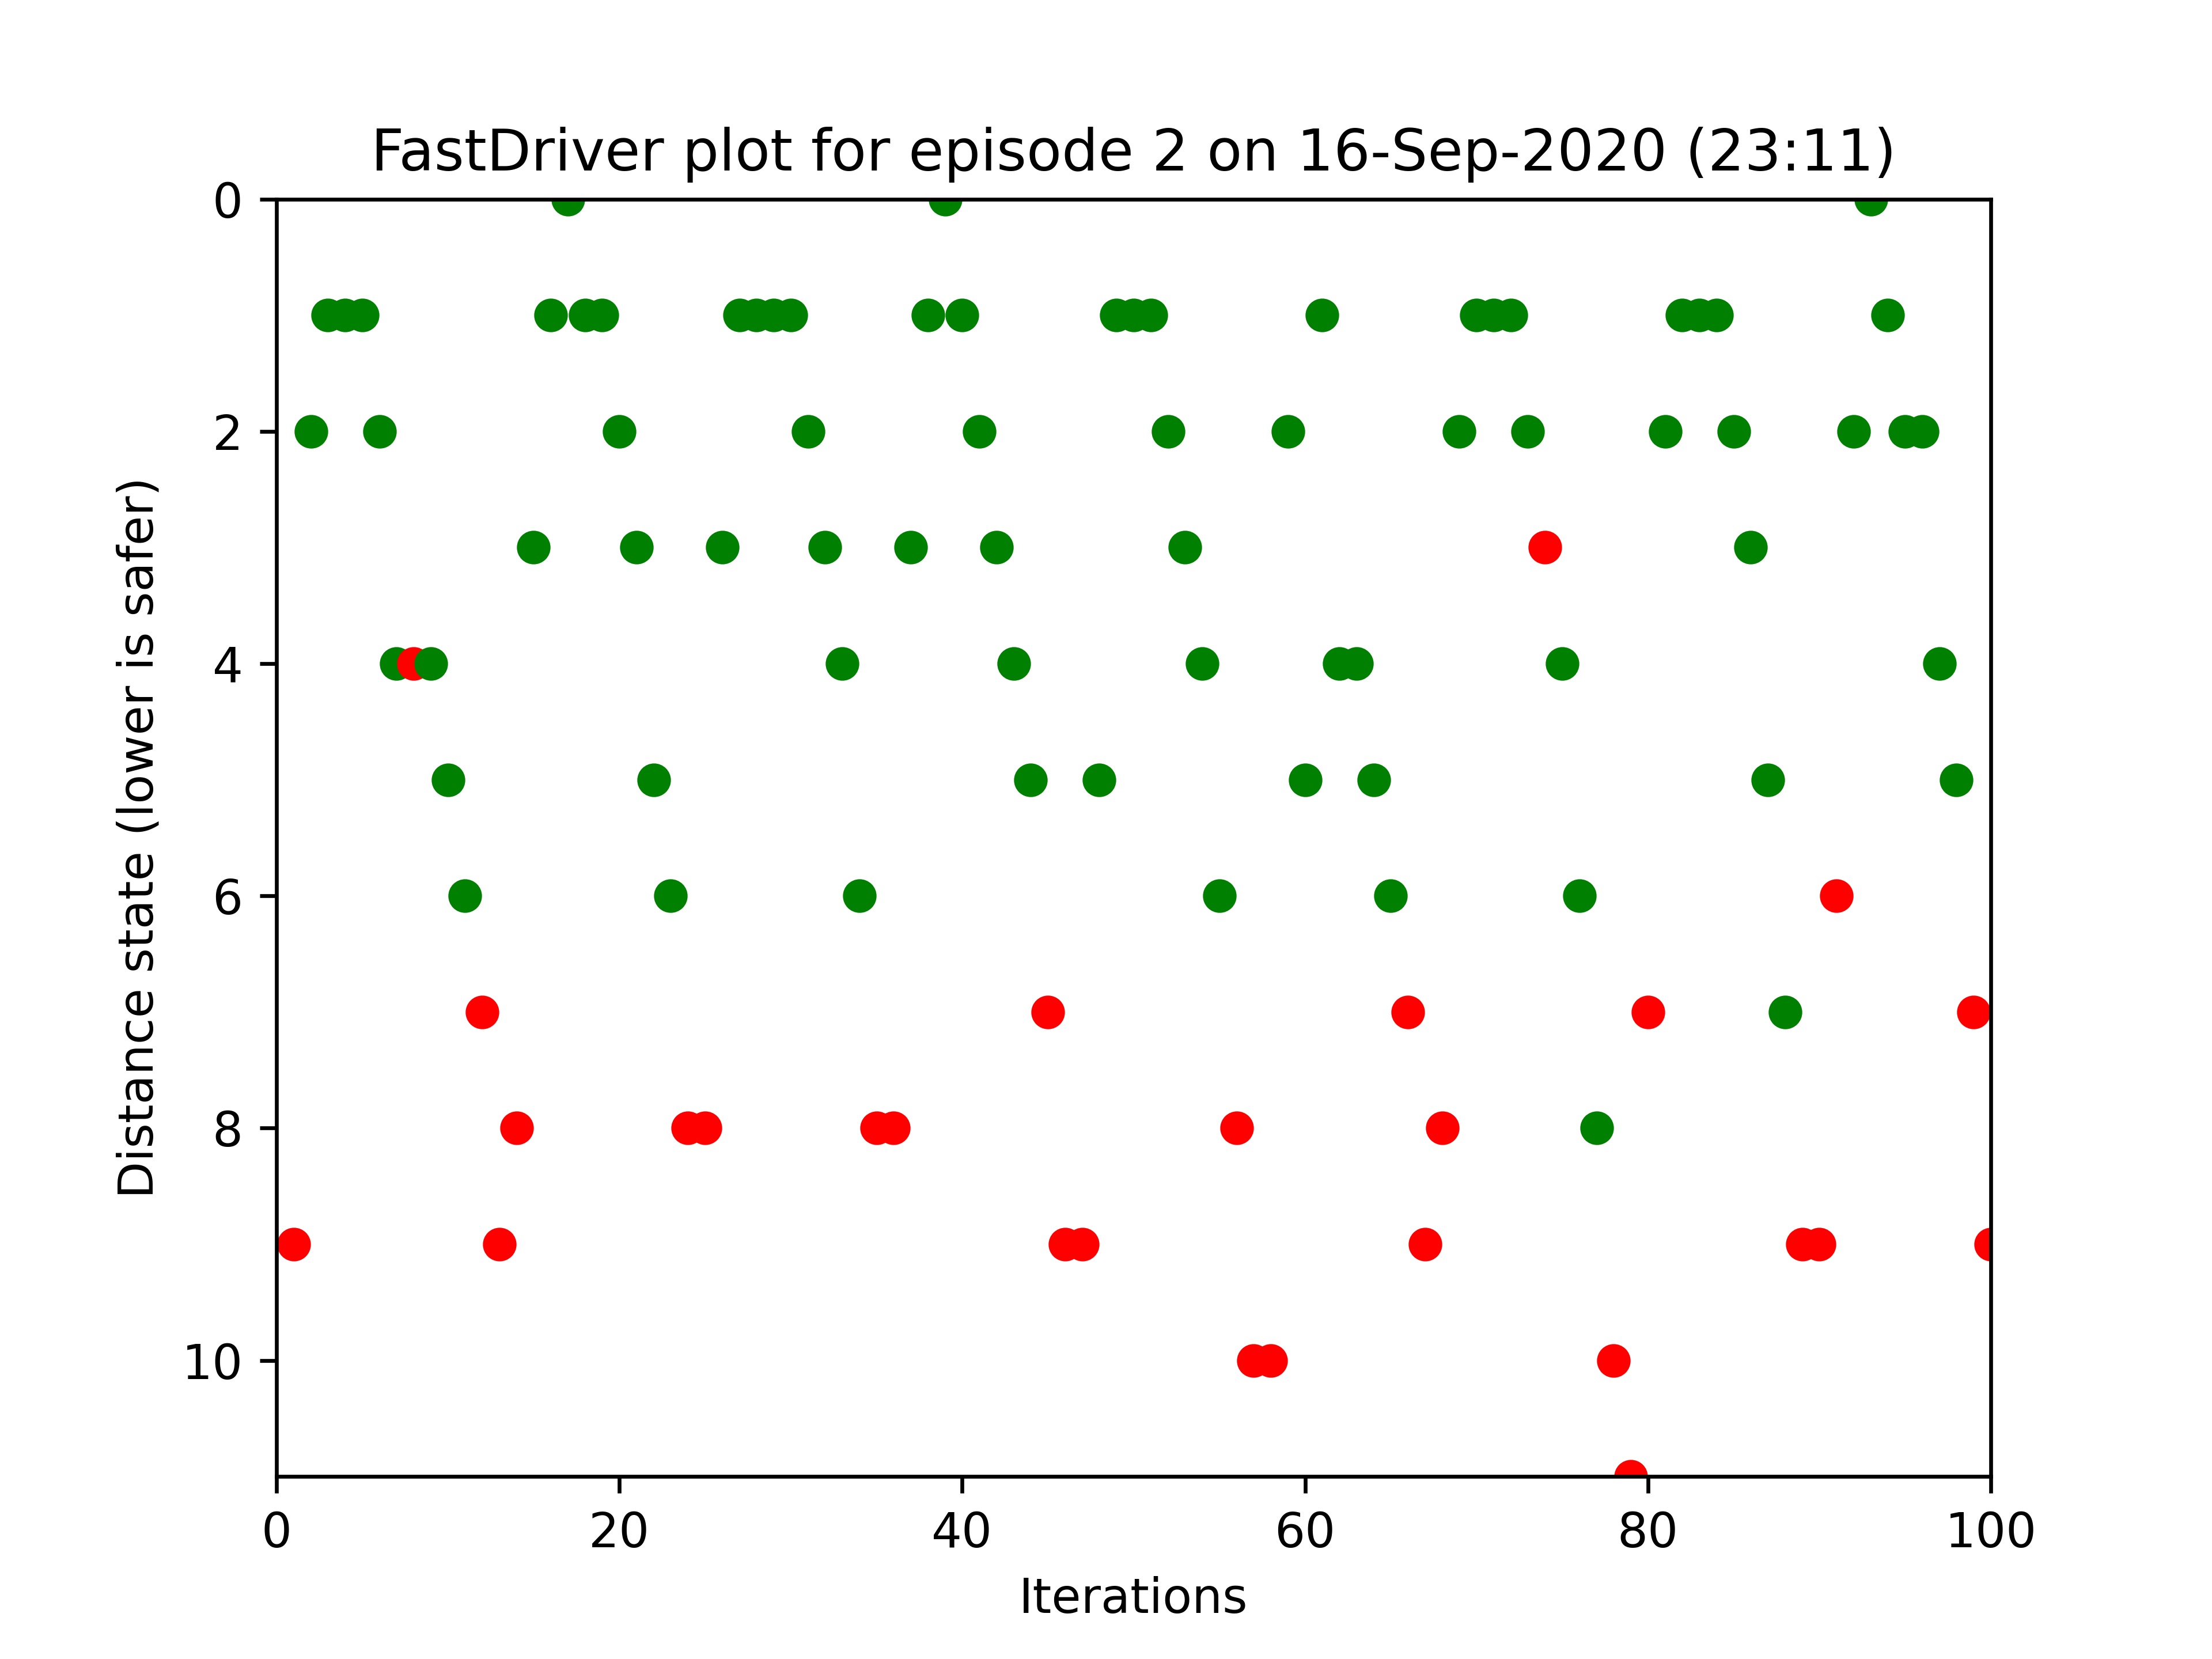 FastDriver plot for episode 2 on 16-Sep-2020 (23:11)
Distance state (lower is safer)
0
2
4
6
8
10
0 20 40 60 80 100
Iterations